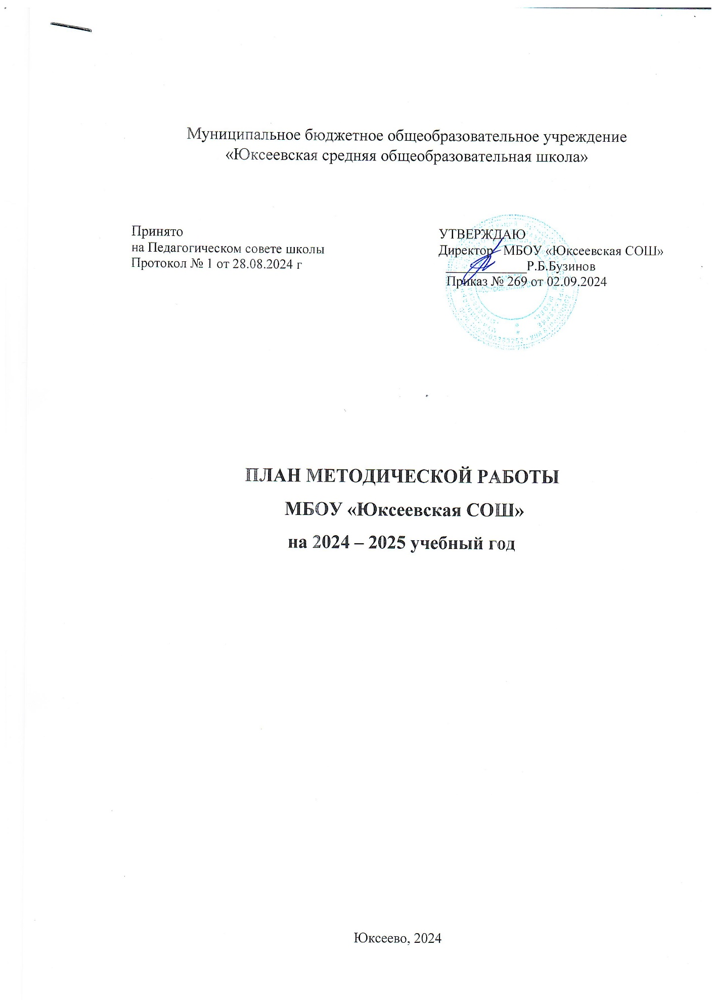 Муниципальное бюджетное общеобразовательное учреждение
«Юксеевская средняя общеобразовательная школа»
Принято
на Педагогическом совете школы
Протокол № 1 от 28.08.2024 г
УТВЕРЖДАЮ
Директор МБОУ «Юксеевская СОШ»
____________Р.Б.Бузинов
Приказ № 269 от 02.09.2024
ПЛАН МЕТОДИЧЕСКОЙ РАБОТЫ
МБОУ «Юксеевская СОШ»
на 2024 – 2025 учебный год
Юксеево, 2024